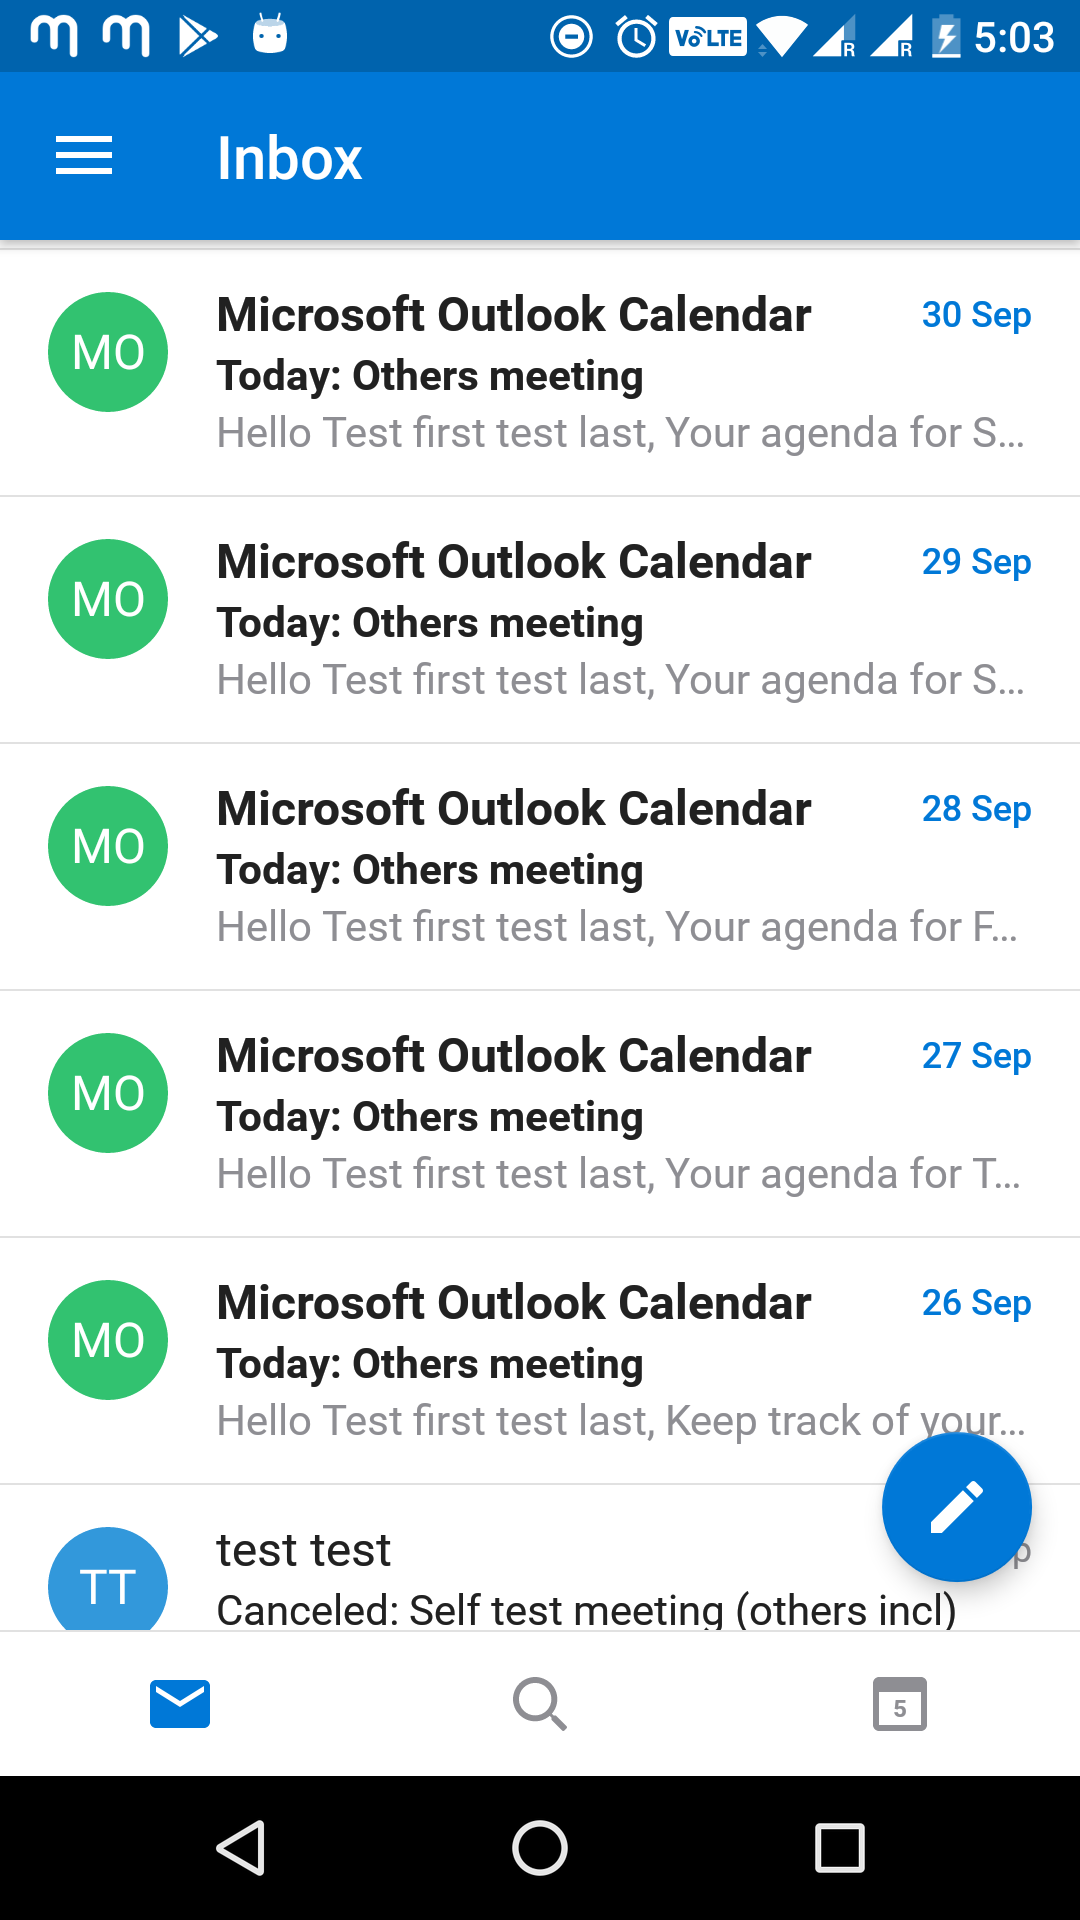 VoLTE R R 5:03
Inbox
MO Microsoft Outlook Calendar 30 Sep
Today: Others meeting
Hello Test first test last, Your agenda for S...
MO Microsoft Outlook Calendar 29 Sep
Today: Others meeting
Hello Test first test last, Your agenda for S...
MO Microsoft Outlook Calendar 28 Sep
Today: Others meeting
Hello Test first test last, Your agenda for F...
MO Microsoft Outlook Calendar 27 Sep
Today: Others meeting
Hello Test first test last, Your agenda for T...
MO Microsoft Outlook Calendar 26 Sep
Today: Others meeting
Hello Test first test last, Keep track of your...
TT test test
Canceled: Self test meeting (others incl)
5